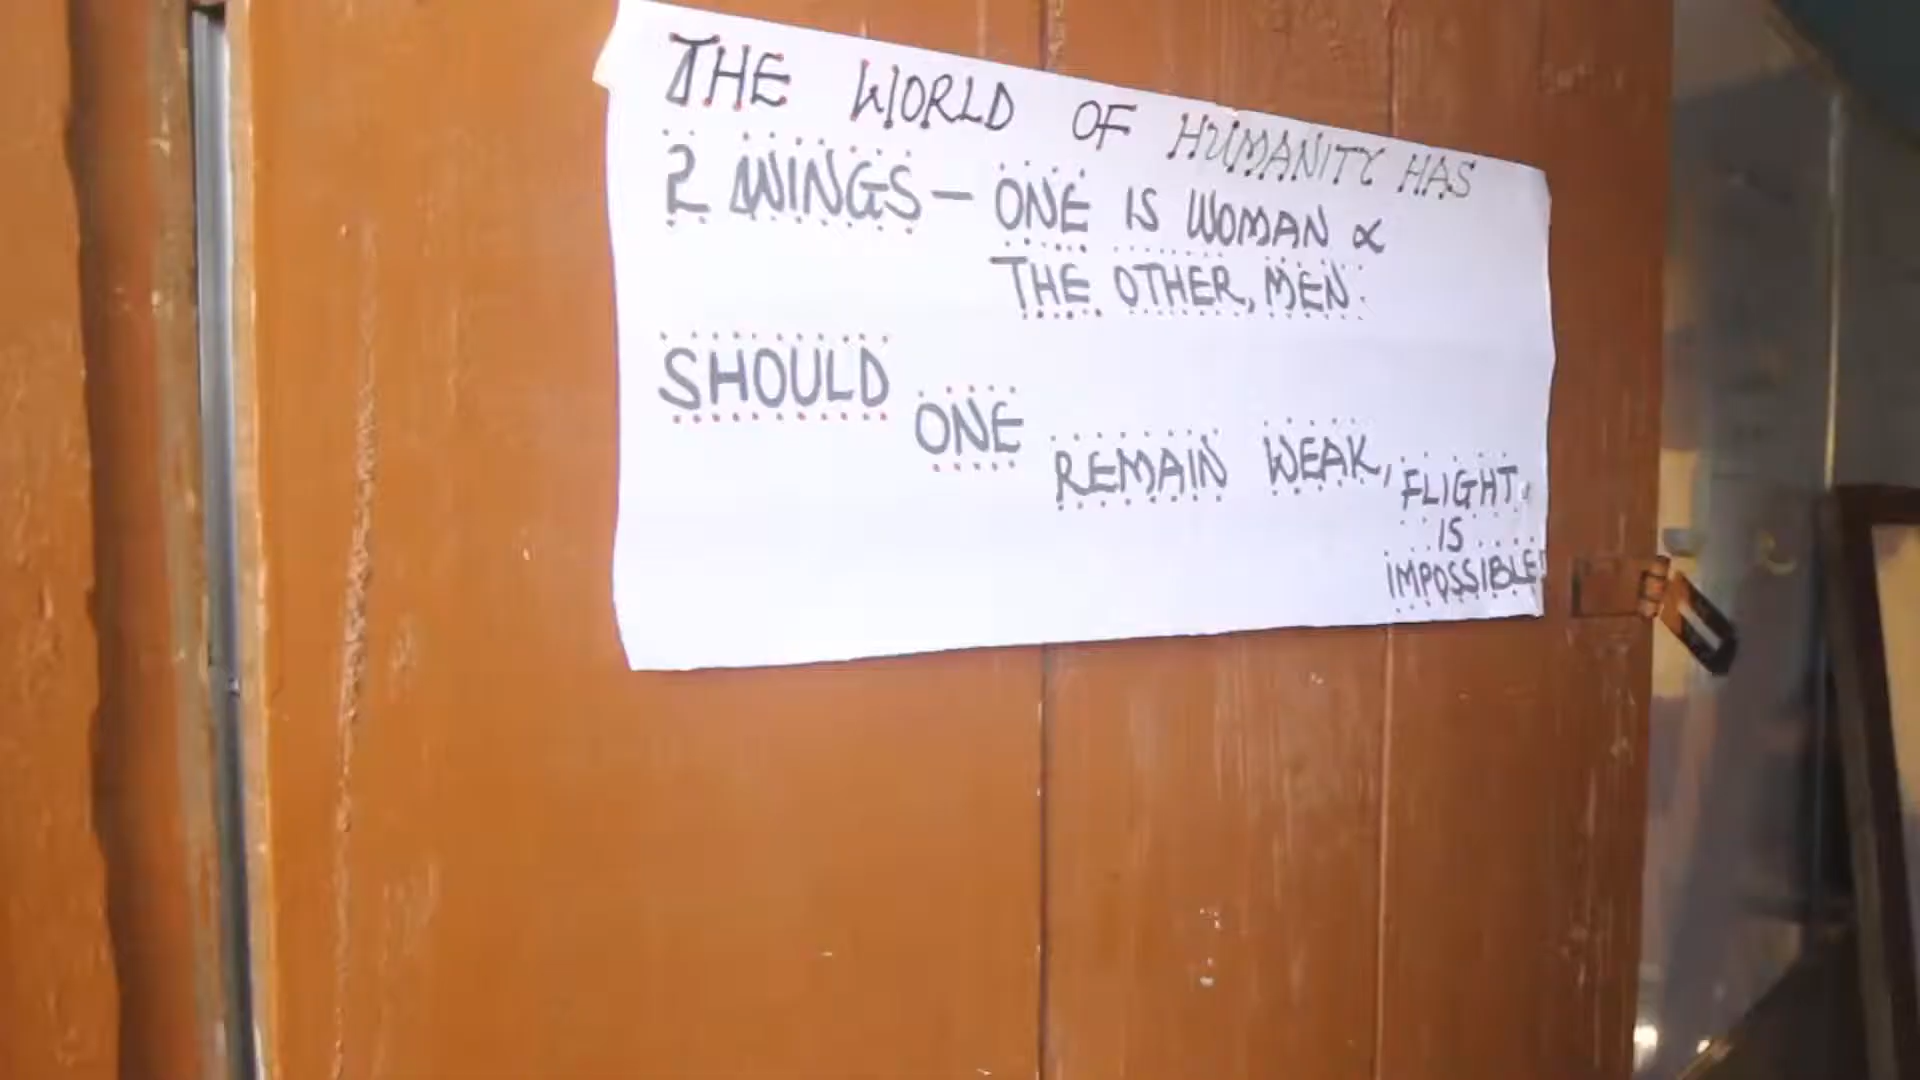 THE WORLD OF HUMANITY HAS
2 WINGS - ONE IS WOMAN &
THE OTHER, MEN.
SHOULD ONE REMAIN WEAK, FLIGHT
IS
IMPOSSIBLE!